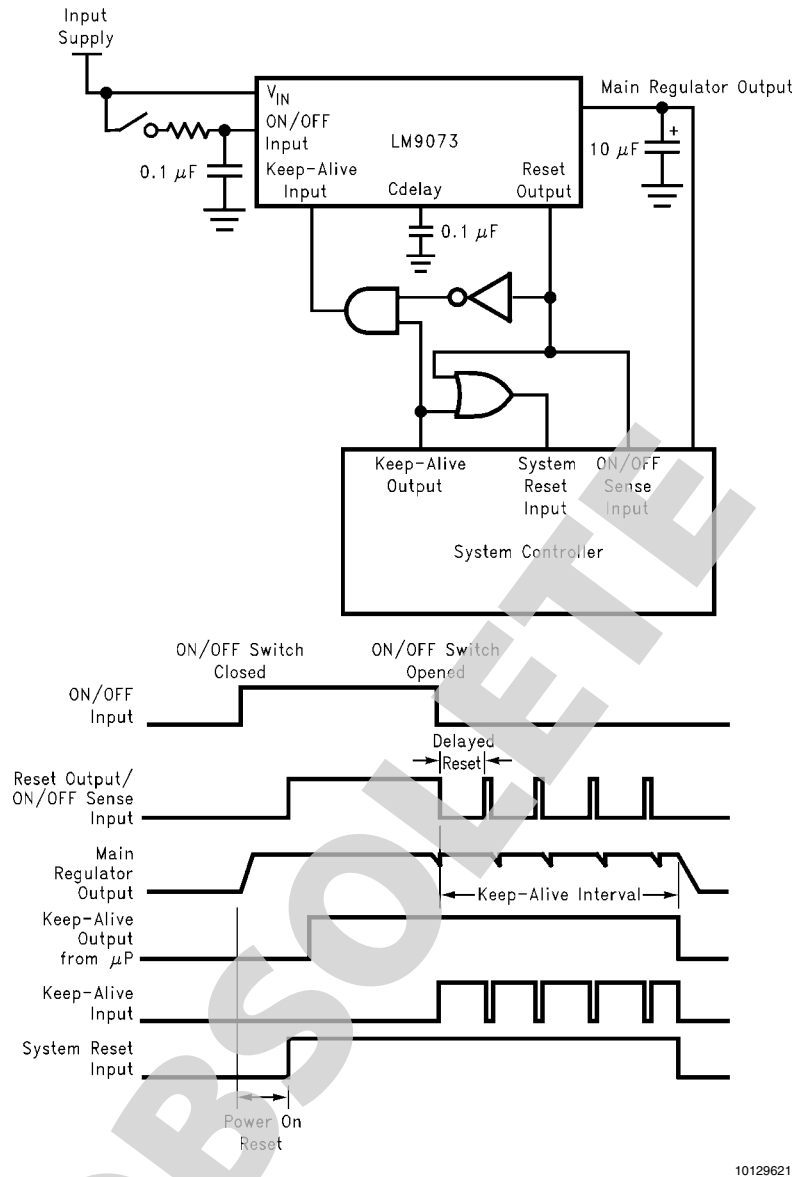 Input
Supply
V_IN
ON/OFF
Input
Keep-Alive
Input
LM9073
Cdelay
Reset
Output
Main Regulator Output
0.1 μF
10 μF
+
0.1 μF
Keep-Alive
Output
System
Reset
Input
ON/OFF
Sense
Input
System Controller
ON/OFF Switch
Closed
ON/OFF Switch
Opened
ON/OFF
Input
Delayed
Reset
Reset Output/
ON/OFF Sense
Input
Main
Regulator
Output
Keep-Alive Interval
Keep-Alive
Output
from μP
Keep-Alive
Input
System Reset
Input
Power On
Reset
OBSOLETE
10129621